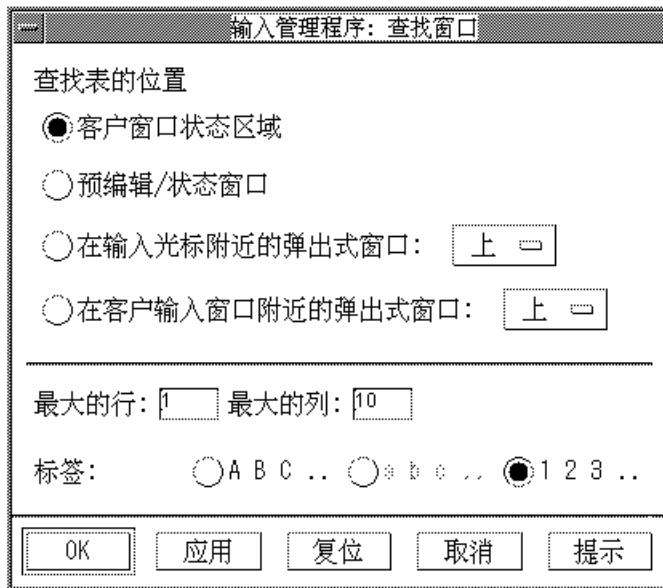 输入管理程序: 查找窗口
查找表的位置
客户窗口状态区域
预编辑/状态窗口
在输入光标附近的弹出式窗口: 上
在客户输入窗口附近的弹出式窗口: 上
最大的行: 1 最大的列: 10
标签: A B C .. a b c .. 1 2 3 ..
OK 应用 复位 取消 提示